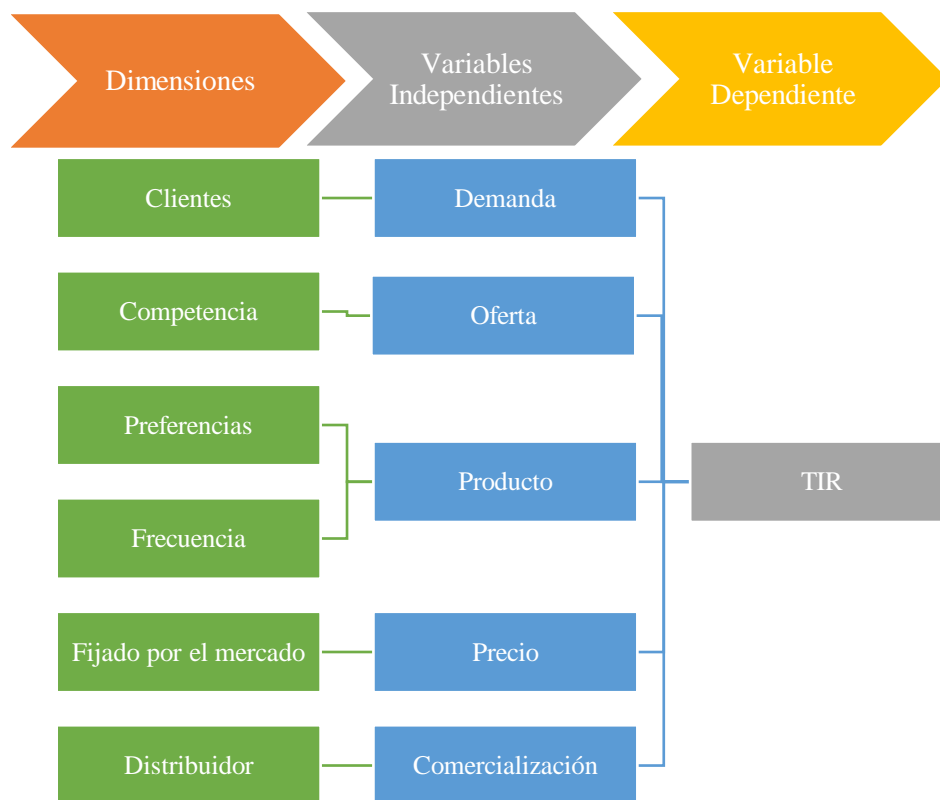 Dimensiones
Variables
Independientes
Variable
Dependiente
Clientes
Demanda
Competencia
Oferta
Preferencias
Producto
TIR
Frecuencia
Fijado por el mercado
Precio
Distribuidor
Comercialización